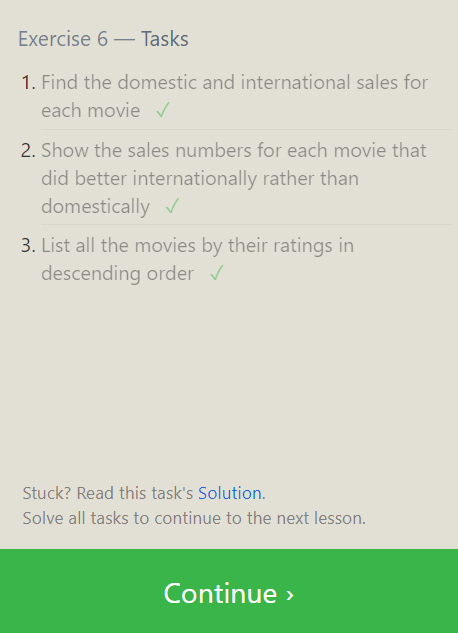 Exercise 6 — Tasks
1. Find the domestic and international sales for
each movie ✓
2. Show the sales numbers for each movie that
did better internationally rather than
domestically ✓
3. List all the movies by their ratings in
descending order ✓
Stuck? Read this task's Solution.
Solve all tasks to continue to the next lesson.
Continue ›